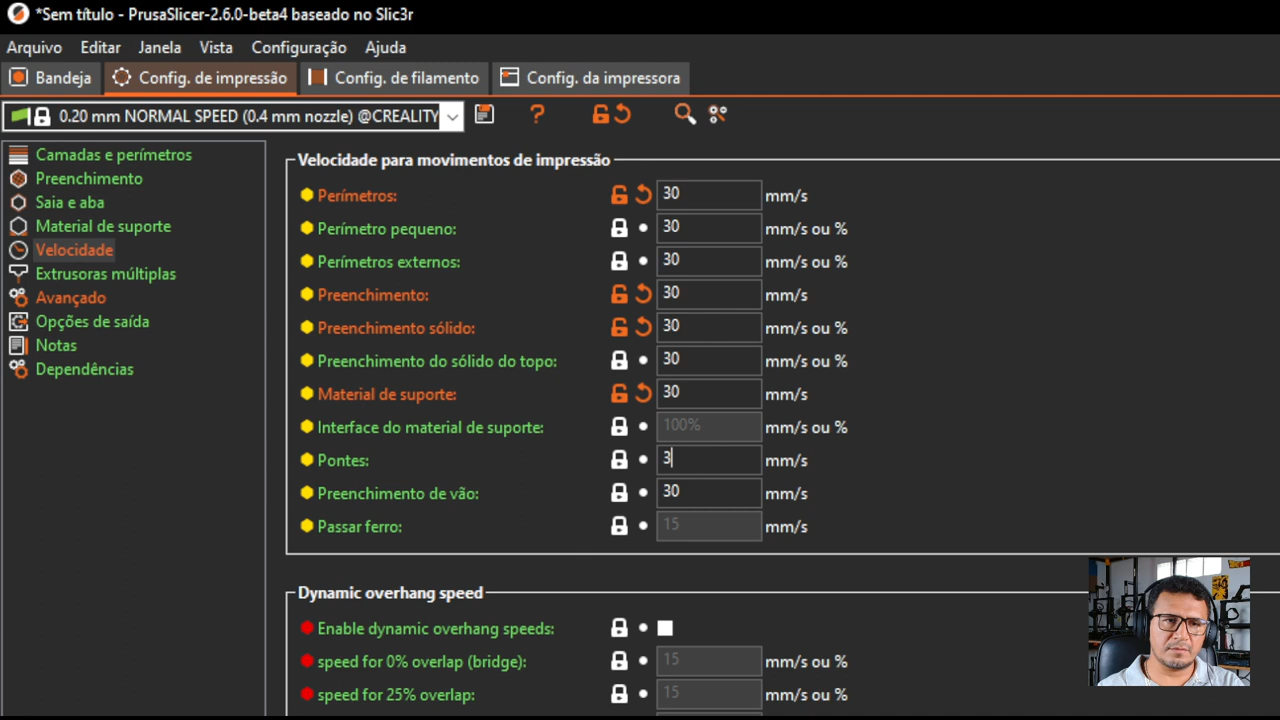 *Sem título - PrusaSlicer-2.6.0-beta4 baseado no Slic3r
Arquivo Editar Janela Vista Configuração Ajuda
Bandeja Config. de impressão Config. de filamento Config. da impressora
0.20 mm NORMAL SPEED (0.4 mm nozzle) @CREALITY ?
Camadas e perímetros
Preenchimento
Saia e aba
Material de suporte
Velocidade
Extrusoras múltiplas
Avançado
Opções de saída
Notas
Dependências
Velocidade para movimentos de impressão
Perímetros: 30 mm/s
Perímetro pequeno: 30 mm/s ou %
Perímetros externos: 30 mm/s ou %
Preenchimento: 30 mm/s
Preenchimento sólido: 30 mm/s ou %
Preenchimento do sólido do topo: 30 mm/s ou %
Material de suporte: 30 mm/s
Interface do material de suporte: 100% mm/s ou %
Pontes: 3 mm/s
Preenchimento de vão: 30 mm/s
Passar ferro: 15 mm/s
Dynamic overhang speed
Enable dynamic overhang speeds:
speed for 0% overlap (bridge): 15 mm/s ou %
speed for 25% overlap: 15 mm/s ou %